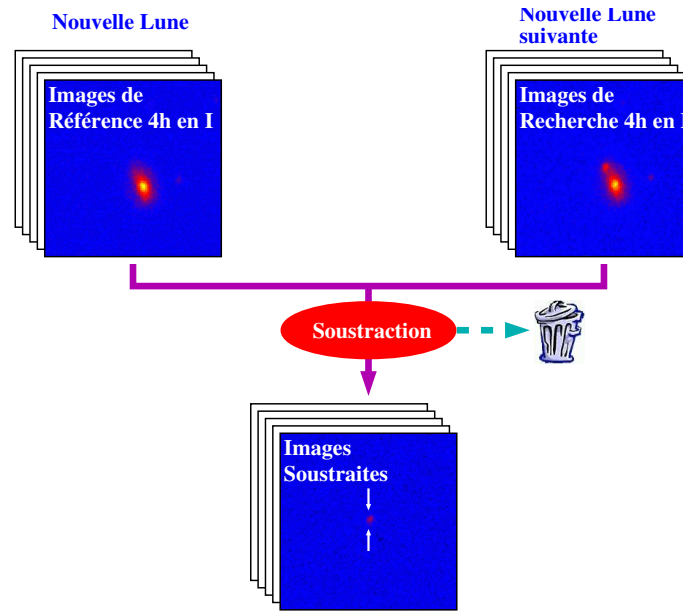 Nouvelle Lune
Nouvelle Lune
suivante
Images de
Référence 4h en I
Images de
Recherche 4h en I
Soustraction
Images
Soustraites